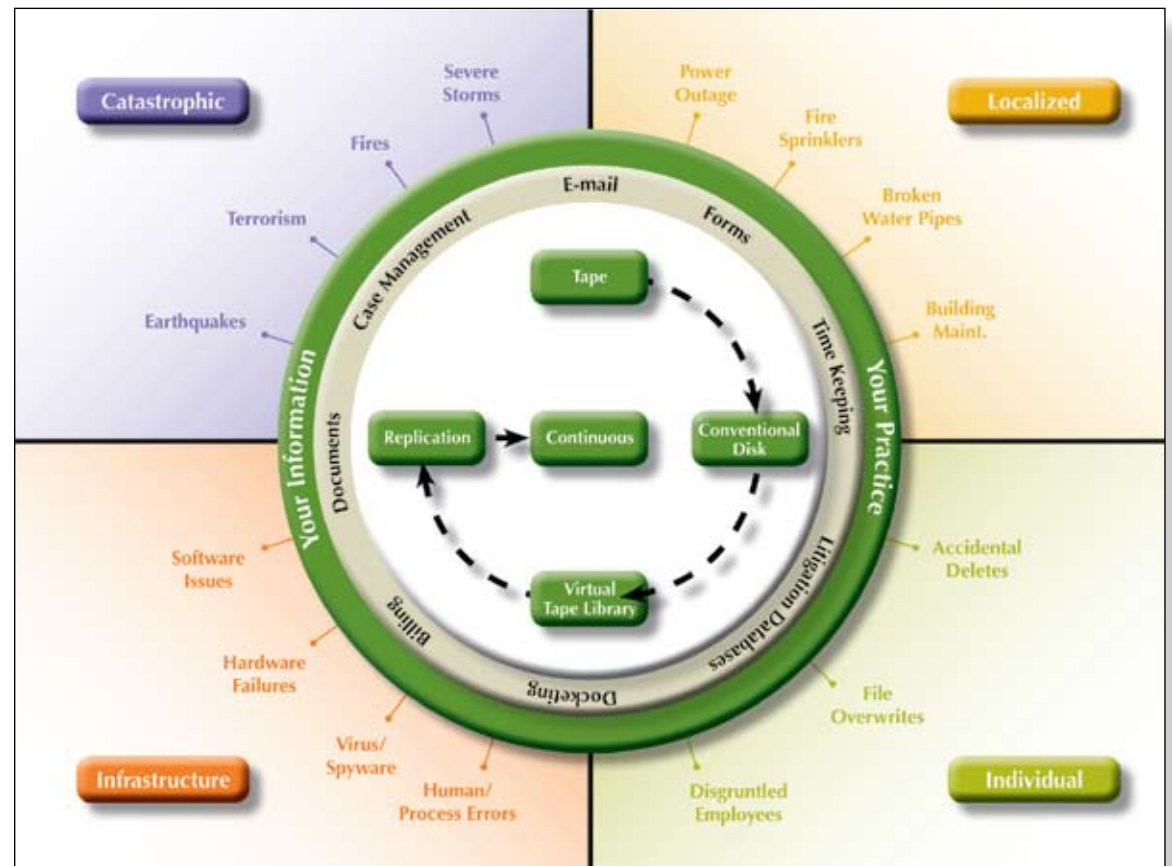 Catastrophic
Severe
Storms
Fires
Terrorism
Earthquakes
Localized
Power
Outage
Fire
Sprinklers
Broken
Water Pipes
Building
Maint.
Your Information
Your Practice
E-mail
Forms
Time Keeping
Litigation Databases
Docketing
Billing
Documents
Case Management
Tape
Conventional
Disk
Virtual
Tape Library
Replication
Continuous
Infrastructure
Software
Issues
Hardware
Failures
Virus/
Spyware
Human/
Process Errors
Individual
Accidental
Deletes
File
Overwrites
Disgruntled
Employees